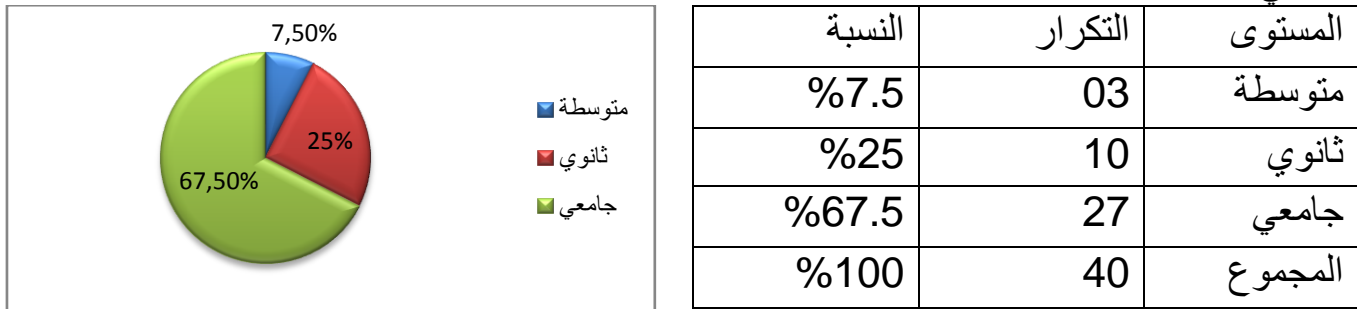 المستوى التكرار النسبة
متوسطة 03 %7.5
ثانوي 10 %25
جامعي 27 %67.5
المجموع 40 %100
7,50%
25%
67,50%
متوسطة
ثانوي
جامعي